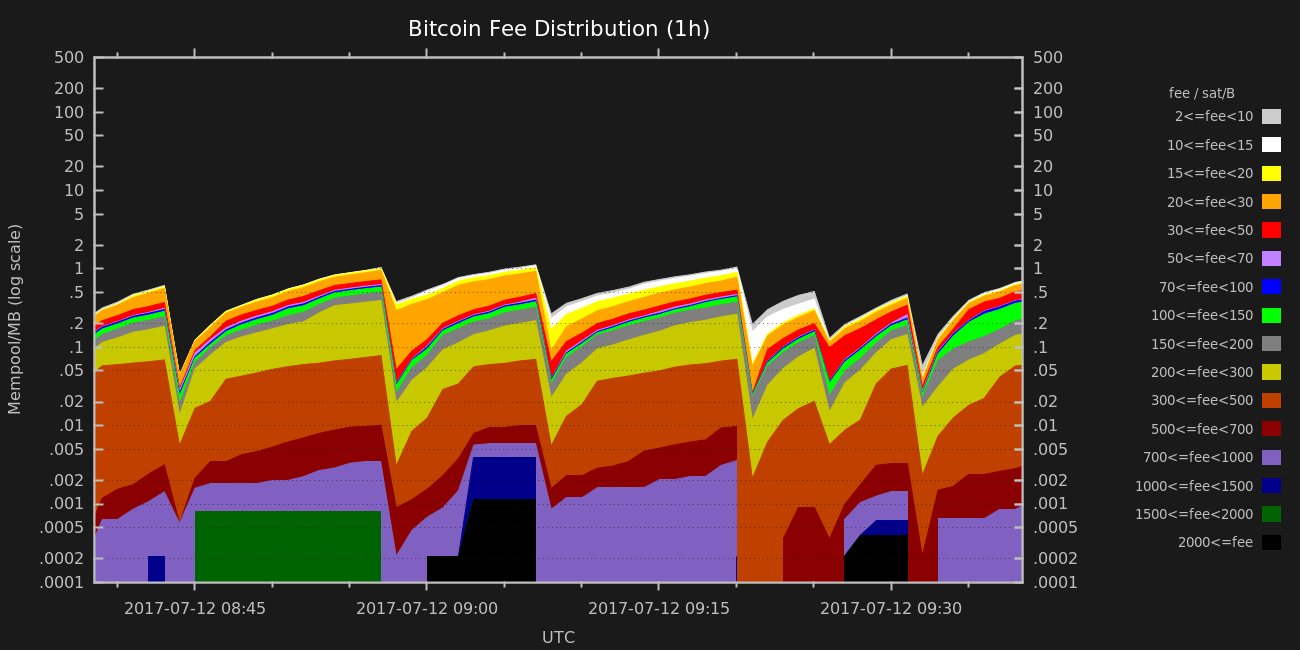 Bitcoin Fee Distribution (1h)
Mempool/MB (log scale)
500
200
100
50
20
10
5
2
1
.5
.2
.1
.05
.02
.01
.005
.002
.001
.0005
.0002
.0001
500
200
100
50
20
10
5
2
1
.5
.2
.1
.05
.02
.01
.005
.002
.001
.0005
.0002
.0001
2017-07-12 08:45
2017-07-12 09:00
2017-07-12 09:15
2017-07-12 09:30
UTC
fee / sat/B
2<=fee<10
10<=fee<15
15<=fee<20
20<=fee<30
30<=fee<50
50<=fee<70
70<=fee<100
100<=fee<150
150<=fee<200
200<=fee<300
300<=fee<500
500<=fee<700
700<=fee<1000
1000<=fee<1500
1500<=fee<2000
2000<=fee